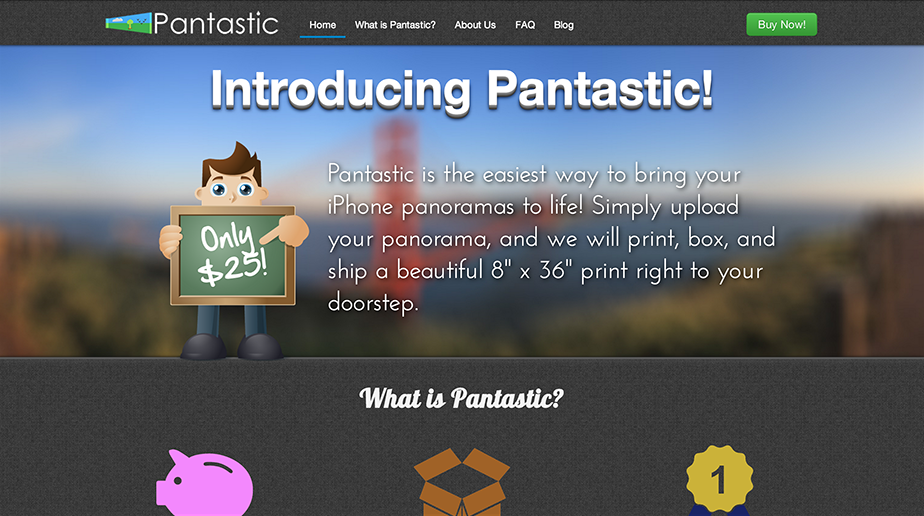 Pantastic
Home What is Pantastic? About Us FAQ Blog Buy Now!
Introducing Pantastic!
Pantastic is the easiest way to bring your
iPhone panoramas to life! Simply upload
your panorama, and we will print, box, and
ship a beautiful 8" x 36" print right to your
doorstep.
Only
$25!
What is Pantastic?
1